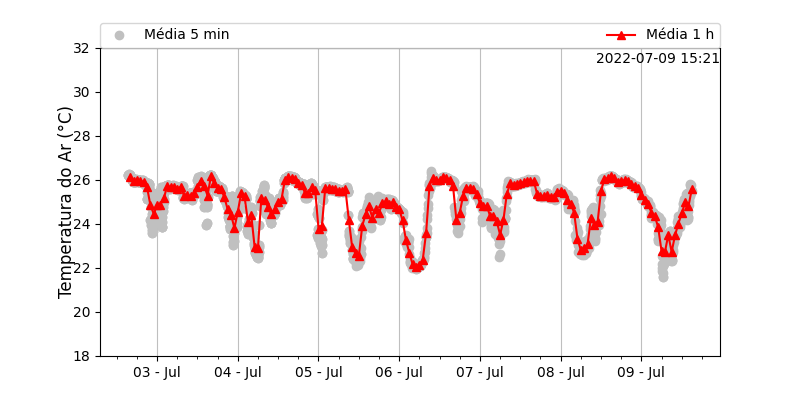 Média 5 min
Média 1 h
2022-07-09 15:21
Temperatura do Ar (°C)
32
30
28
26
24
22
20
18
03 - Jul
04 - Jul
05 - Jul
06 - Jul
07 - Jul
08 - Jul
09 - Jul